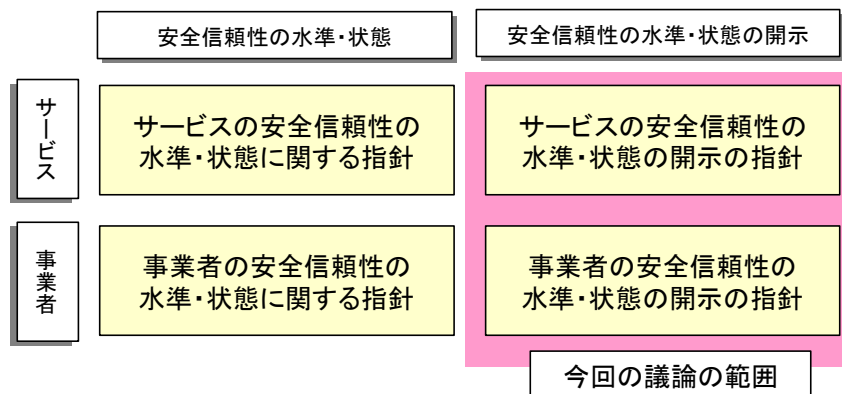 安全信頼性の水準・状態
安全信頼性の水準・状態の開示
サービス
サービスの安全信頼性の
水準・状態に関する指針
サービスの安全信頼性の
水準・状態の開示の指針
事業者
事業者の安全信頼性の
水準・状態に関する指針
事業者の安全信頼性の
水準・状態の開示の指針
今回の議論の範囲